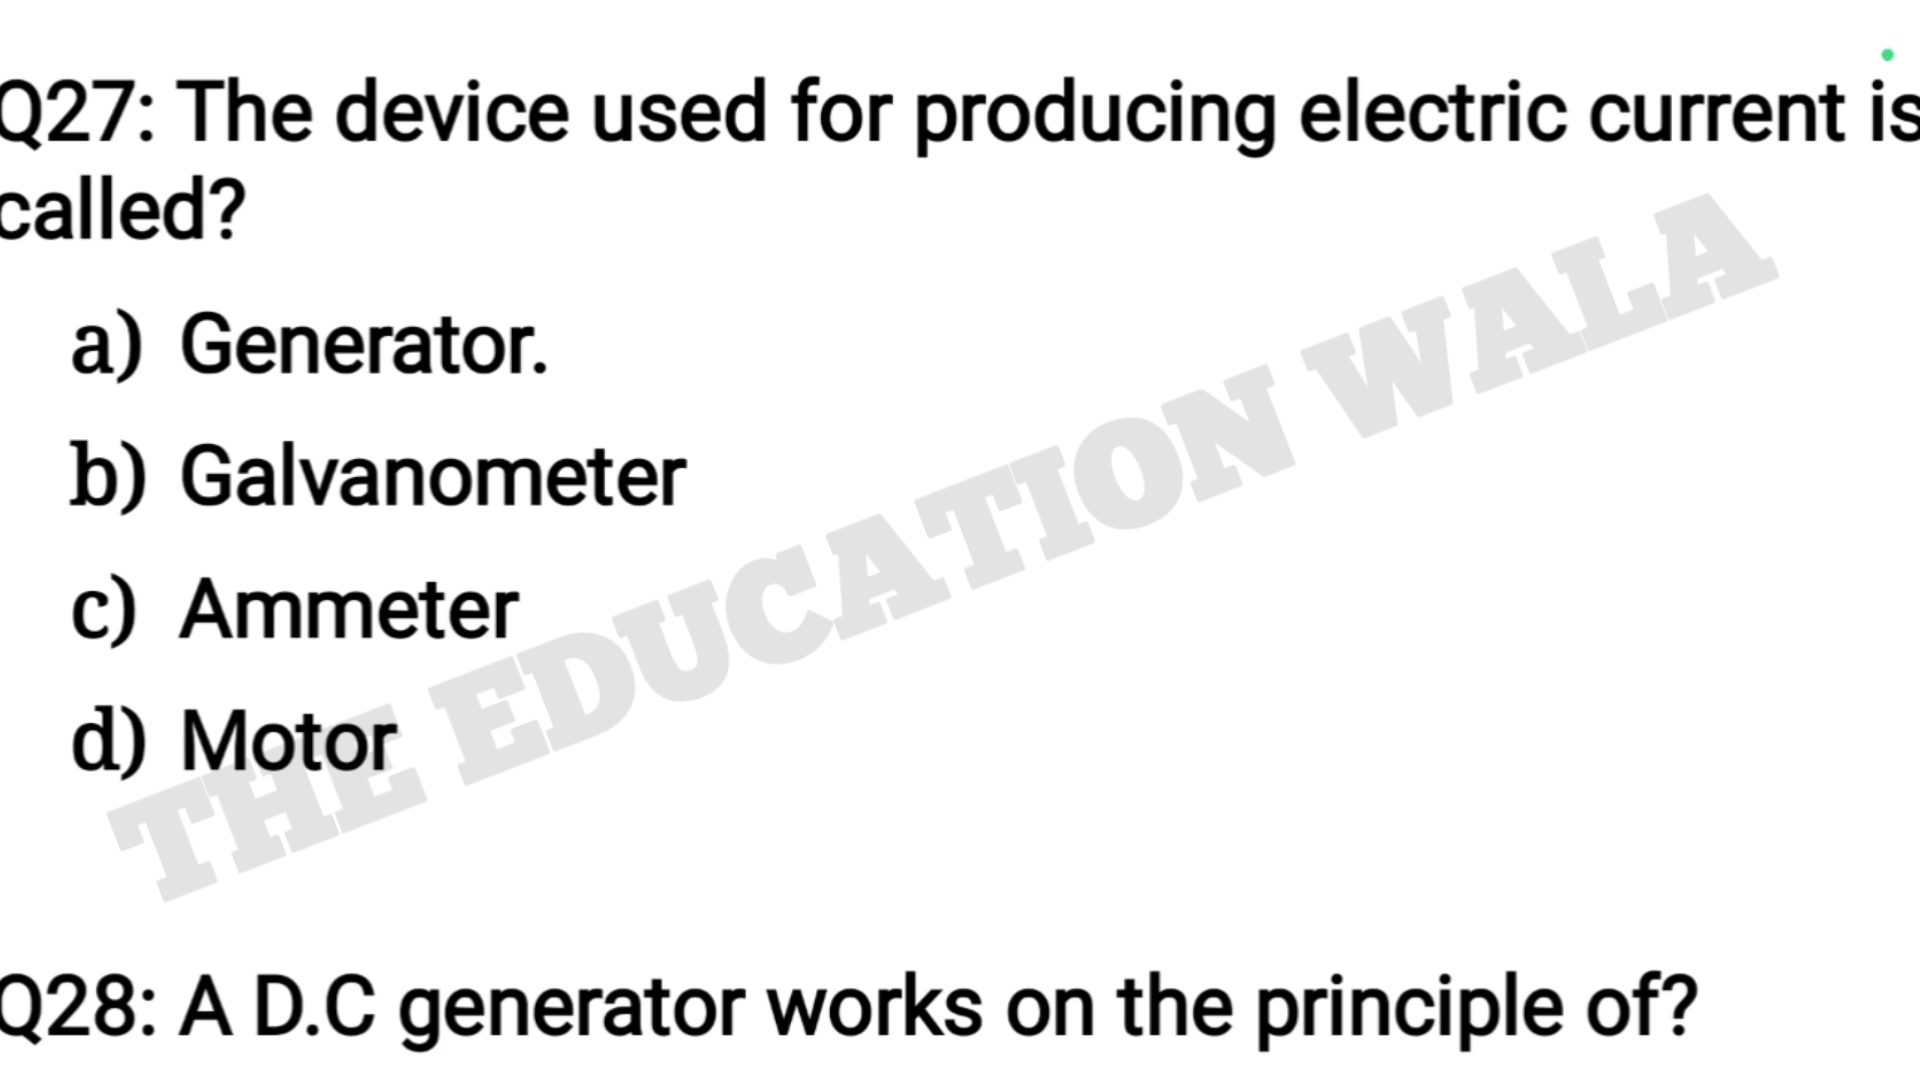 Q27: The device used for producing electric current is
called?
a) Generator.
b) Galvanometer
c) Ammeter
d) Motor
THE EDUCATION WALA
Q28: A D.C generator works on the principle of?